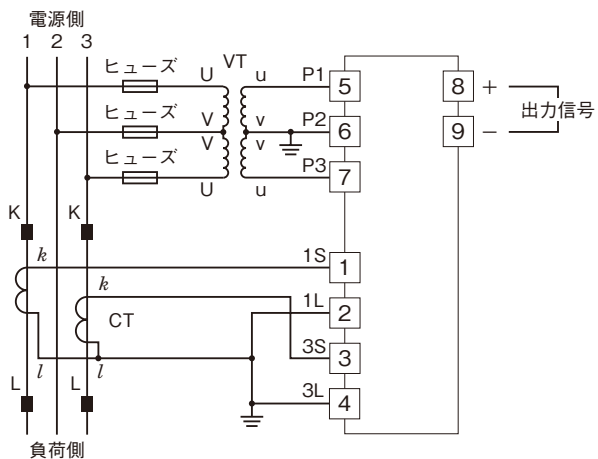 電源側
1 2 3
ヒューズ U VT u P1 5 8 +
出力信号
ヒューズ V v P2 6 9 −
ヒューズ V v
U u P3 7
K K
k 1S 1
k 1L 2
CT
3S 3
l l
L L 3L 4
負荷側